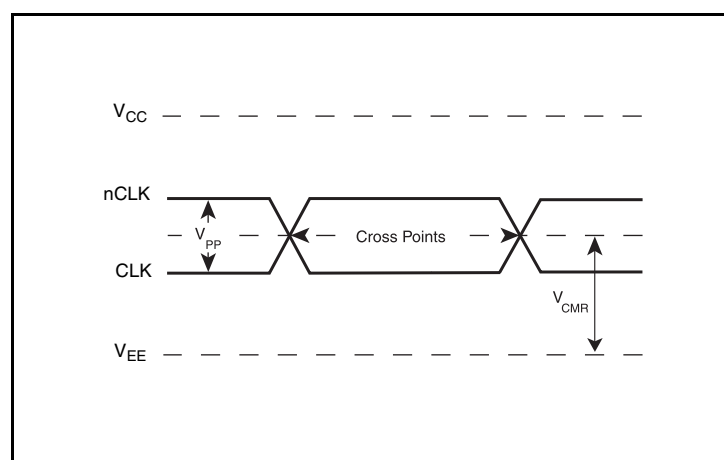 VCC
nCLK
VPP
Cross Points
CLK
VCMR
VEE